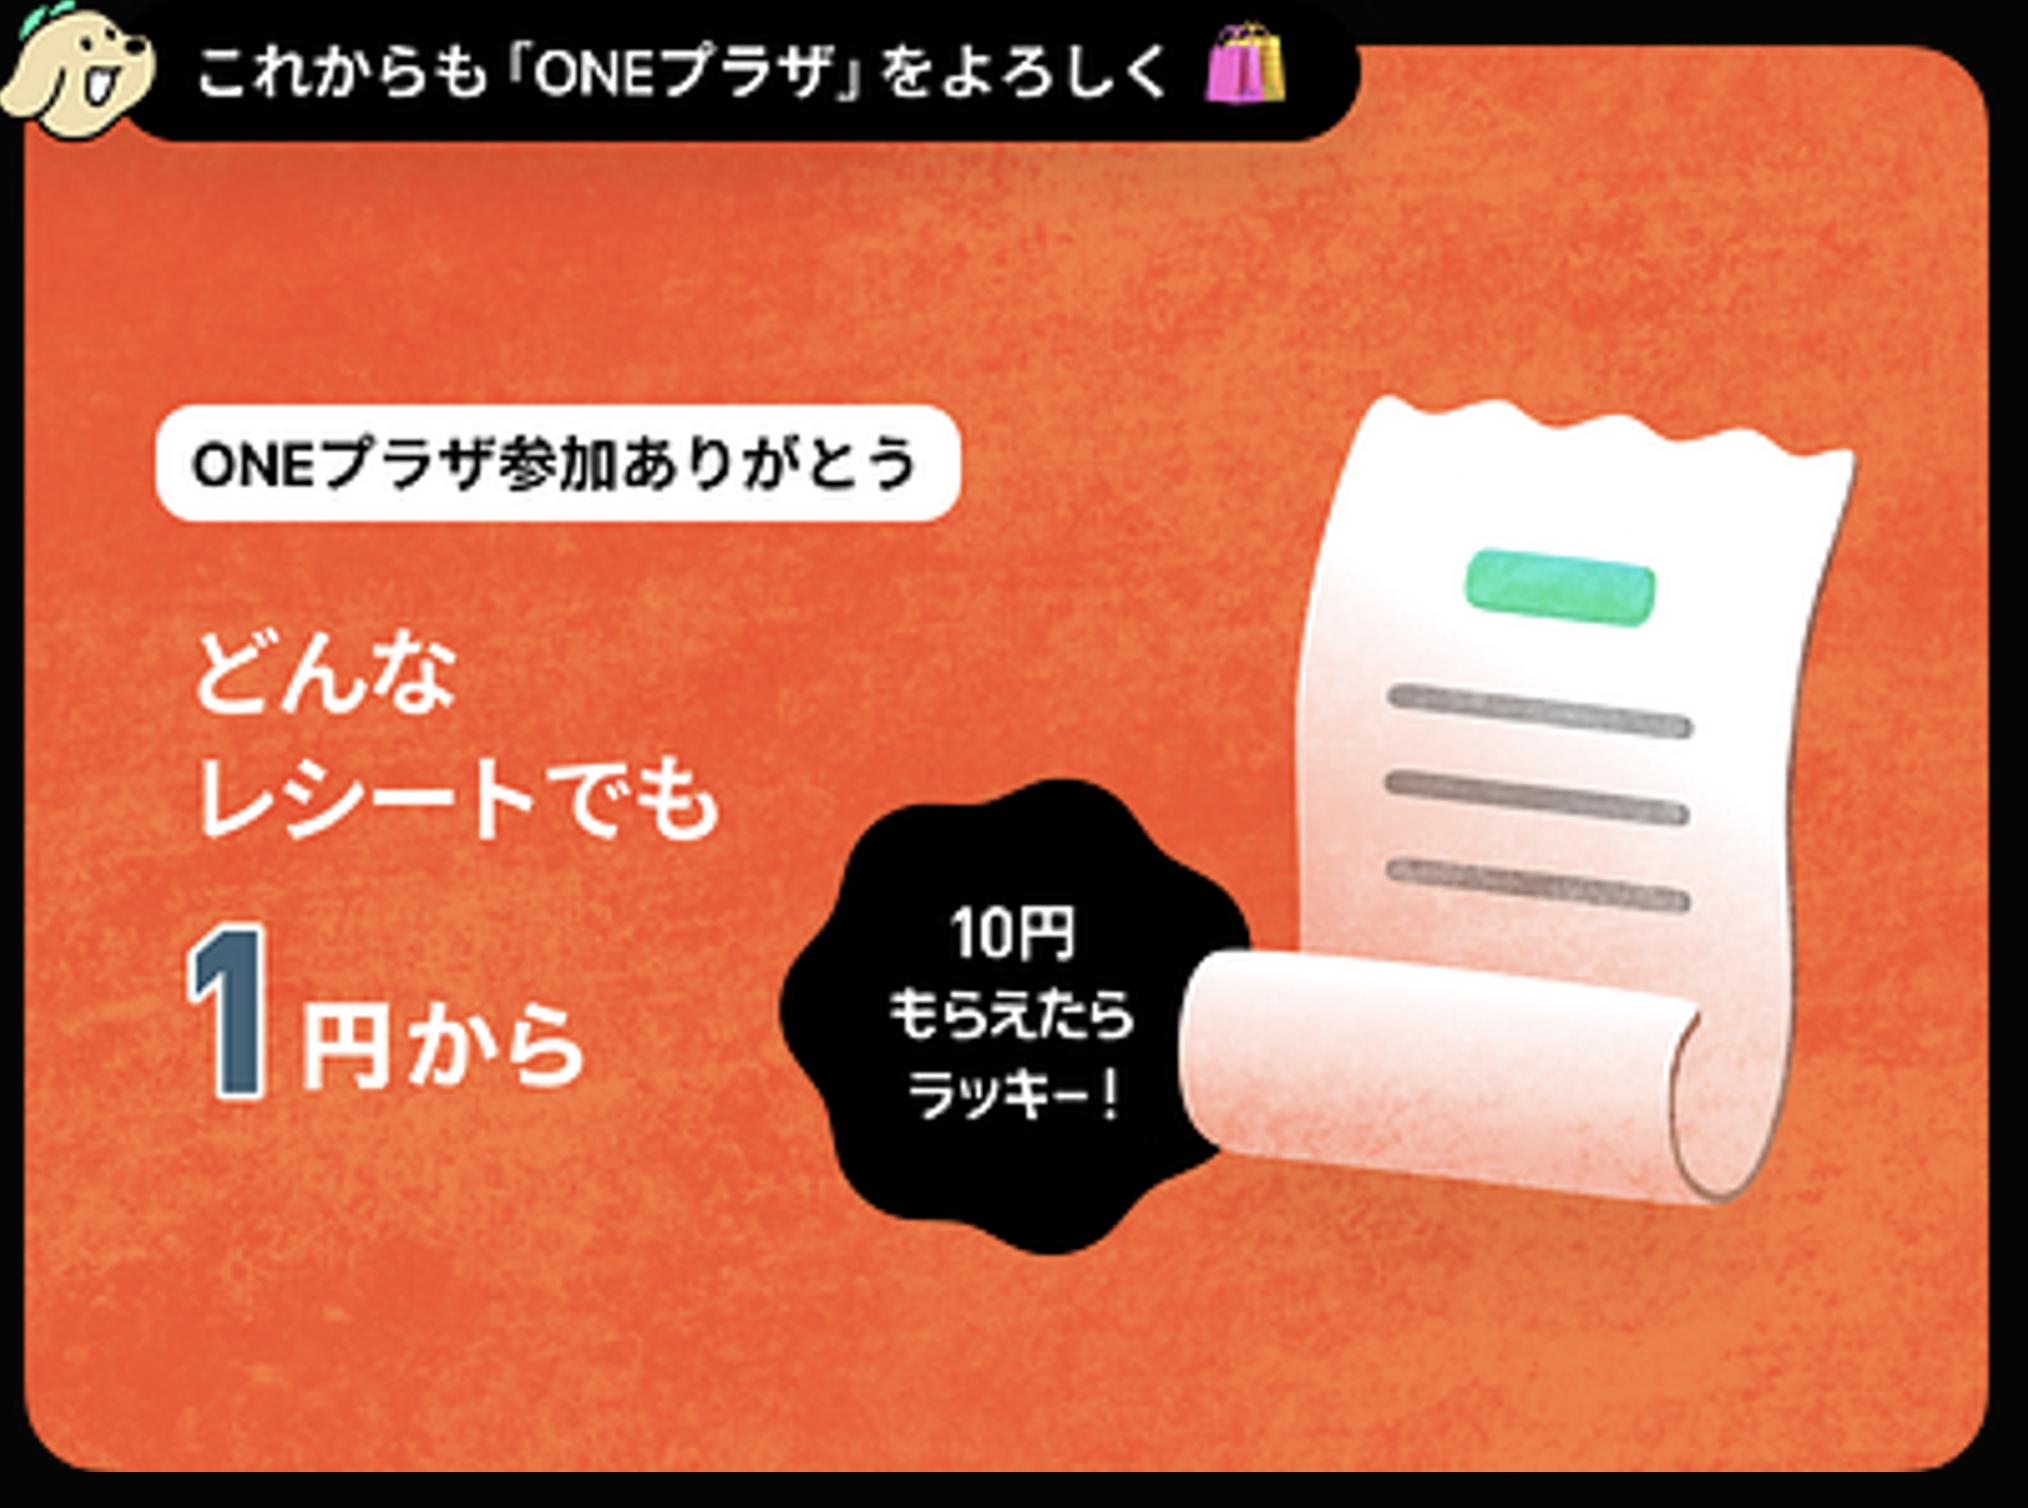 これからも「ONEプラザ」をよろしく
ONEプラザ参加ありがとう
どんな
レシートでも
1円から
10円
もらえたら
ラッキー！